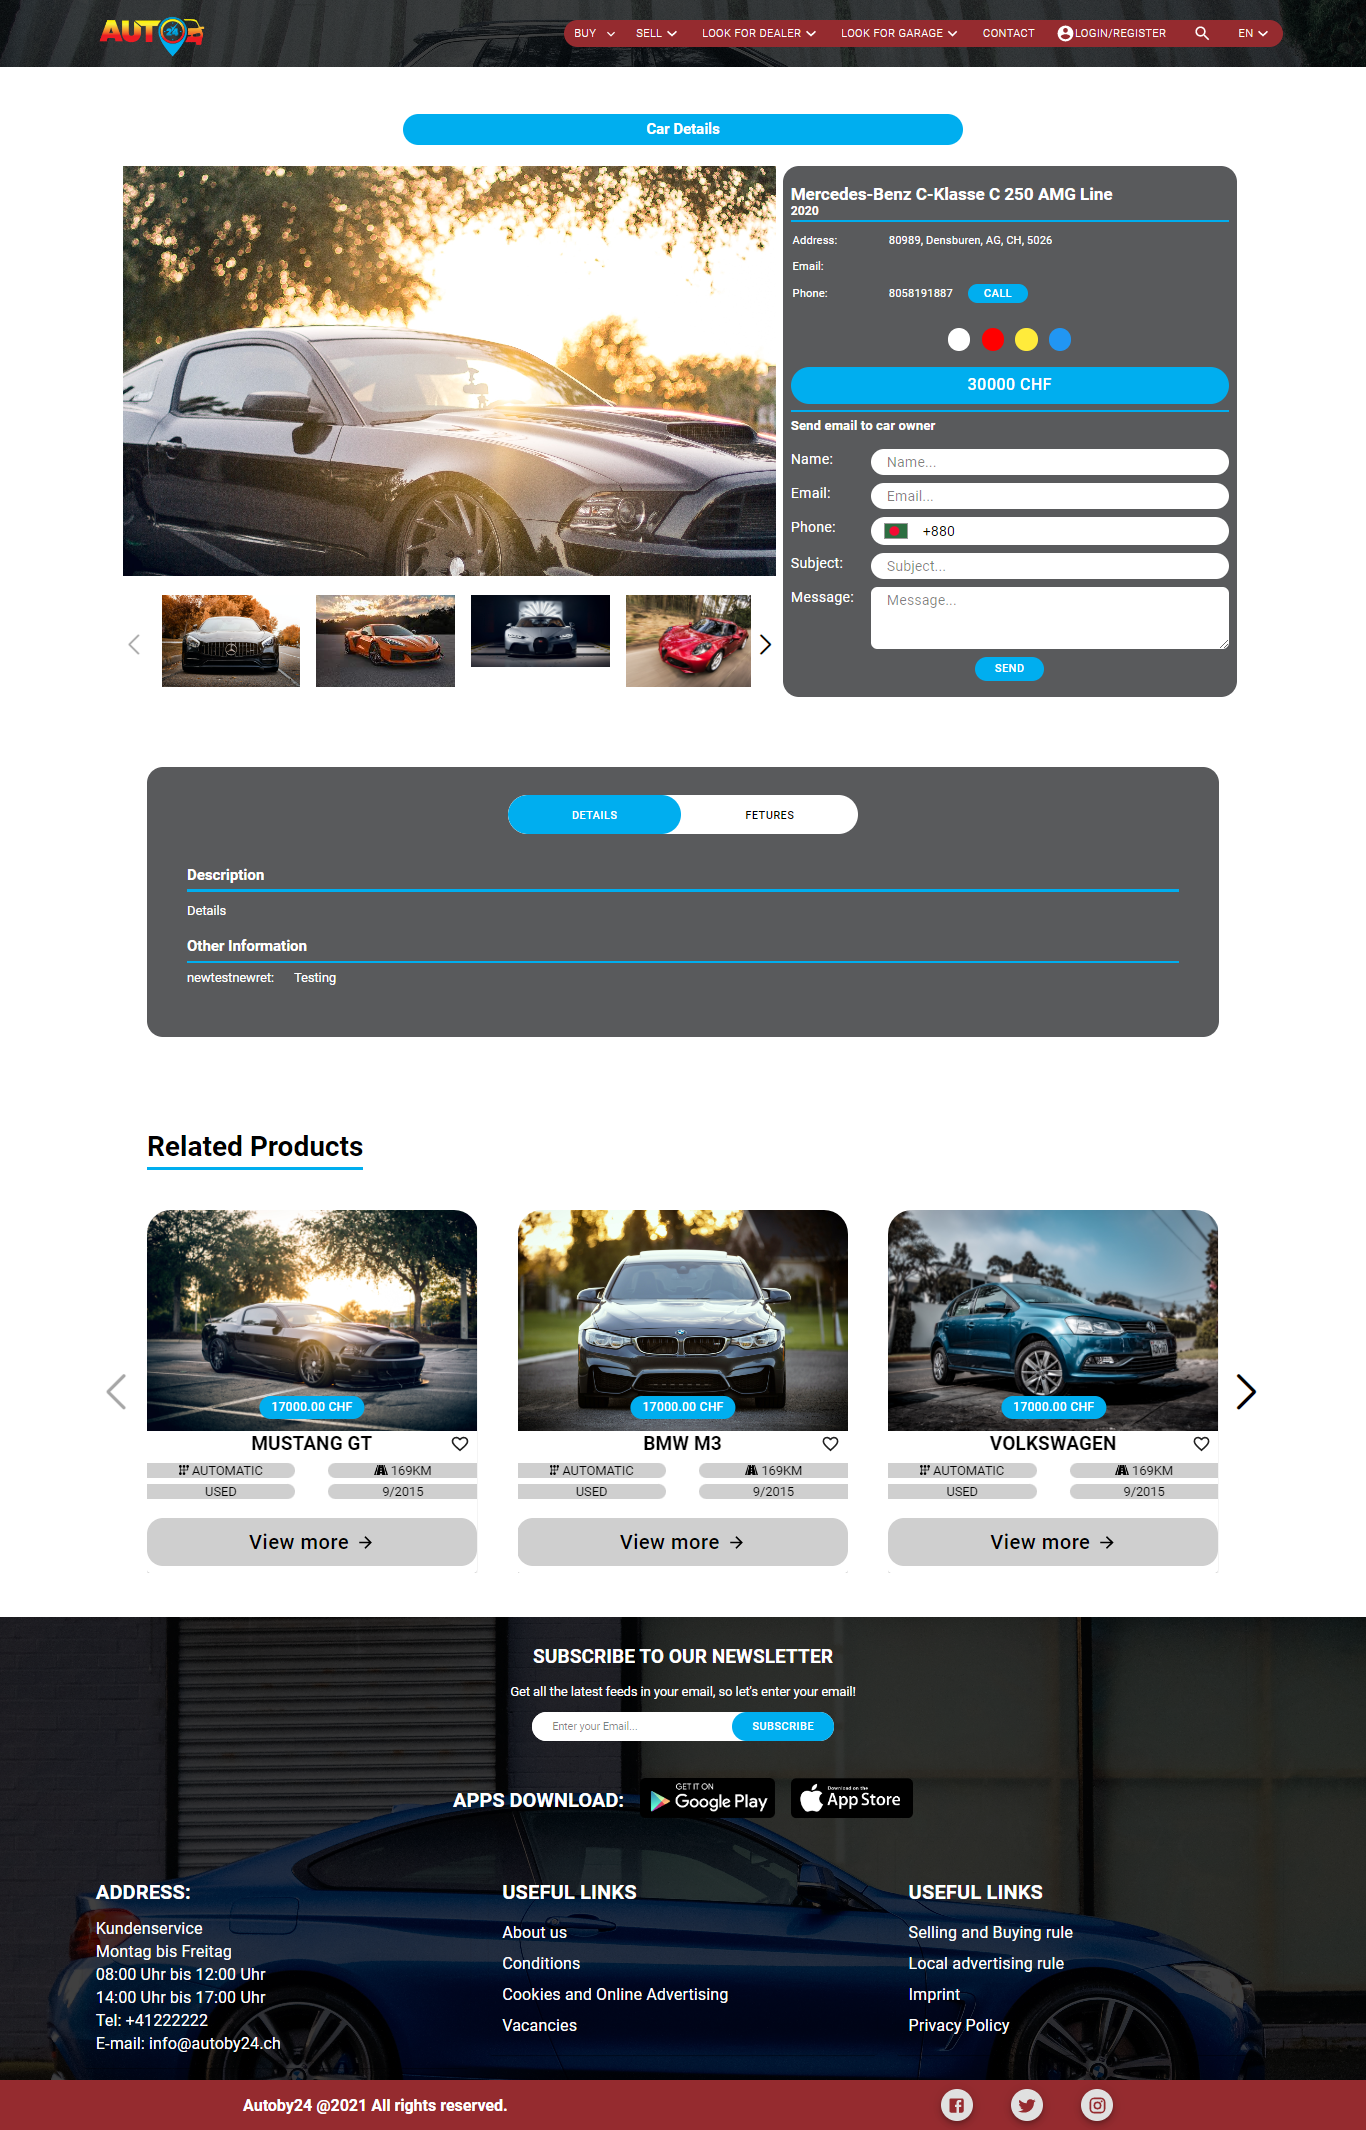 AUTO 24
BUY SELL LOOK FOR DEALER LOOK FOR GARAGE CONTACT LOGIN/REGISTER EN
Car Details
Mercedes-Benz C-Klasse C 250 AMG Line
2020
Address: 80989, Densburen, AG, CH, 5026
Email:
Phone: 8058191887 CALL
30000 CHF
Send email to car owner
Name: Name...
Email: Email...
Phone: +880
Subject: Subject...
Message: Message...
SEND
DETAILS FETURES
Description
Details
Other Information
newtestnewret: Testing
Related Products
17000.00 CHF 17000.00 CHF 17000.00 CHF
MUSTANG GT BMW M3 VOLKSWAGEN
AUTOMATIC 169KM AUTOMATIC 169KM AUTOMATIC 169KM
USED 9/2015 USED 9/2015 USED 9/2015
View more View more View more
SUBSCRIBE TO OUR NEWSLETTER
Get all the latest feeds in your email, so let's enter your email!
Enter your Email... SUBSCRIBE
APPS DOWNLOAD: GET IT ON Google Play Download on the App Store
ADDRESS:
Kundenservice
Montag bis Freitag
08:00 Uhr bis 12:00 Uhr
14:00 Uhr bis 17:00 Uhr
Tel: +41222222
E-mail: info@autoby24.ch
USEFUL LINKS
About us
Conditions
Cookies and Online Advertising
Vacancies
USEFUL LINKS
Selling and Buying rule
Local advertising rule
Imprint
Privacy Policy
Autoby24 @2021 All rights reserved.